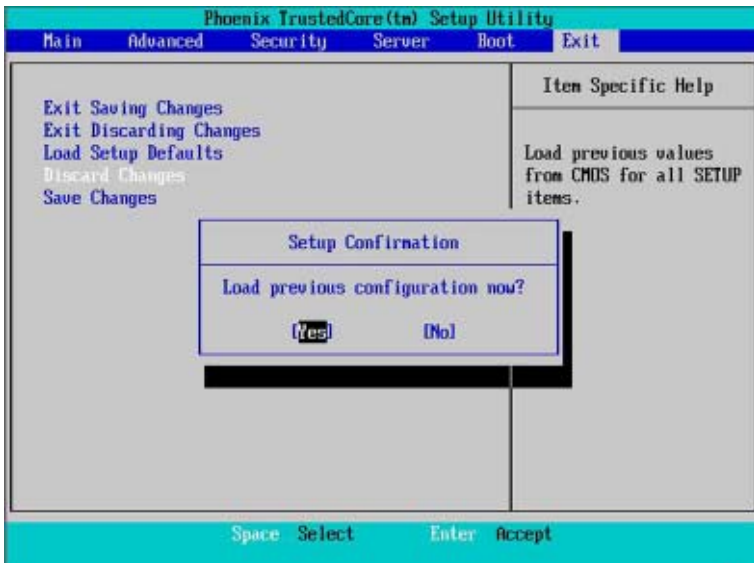 Phoenix TrustedCore(tm) Setup Utility
Main Advanced Security Server Boot Exit
Item Specific Help
Exit Saving Changes
Exit Discarding Changes
Load Setup Defaults
Discard Changes
Save Changes
Load previous values
from CMOS for all SETUP
items.
Setup Confirmation
Load previous configuration now?
[Yes] [No]
Space Select Enter Accept